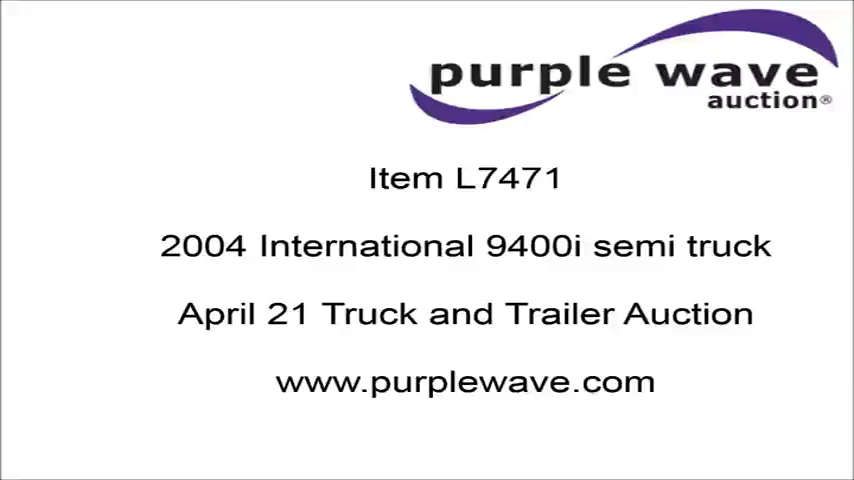 purple wave
auction®
Item L7471
2004 International 9400i semi truck
April 21 Truck and Trailer Auction
www.purplewave.com